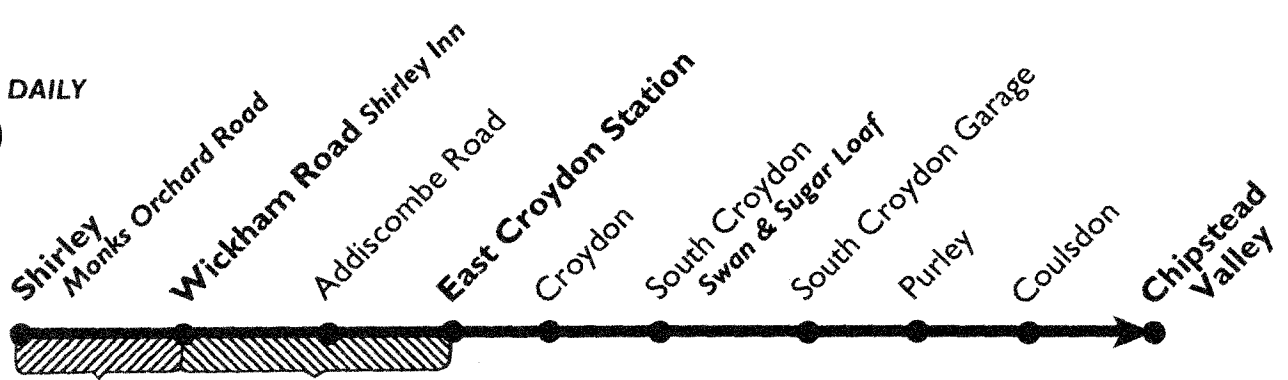 DAILY
Shirley
Monks Orchard Road
Wickham Road Shirley Inn
Addiscombe Road
East Croydon Station
Croydon
South Croydon
Swan & Sugar Loaf
South Croydon Garage
Purley
Coulsdon
Chipstead
Valley